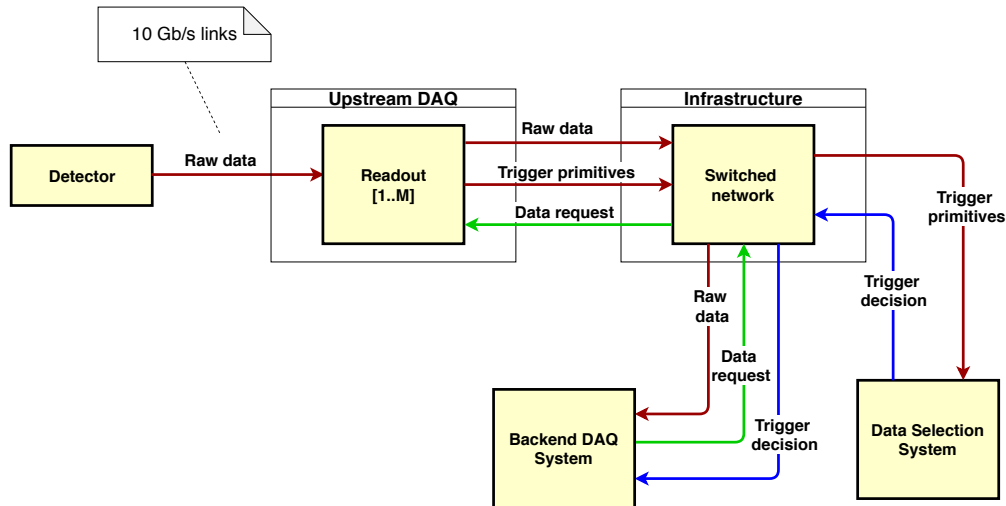 10 Gb/s links
Upstream DAQ
Infrastructure
Detector
Raw data
Readout
[1..M]
Raw data
Trigger primitives
Data request
Switched
network
Trigger
primitives
Trigger
decision
Raw
data
Data
request
Trigger
decision
Backend DAQ
System
Data Selection
System